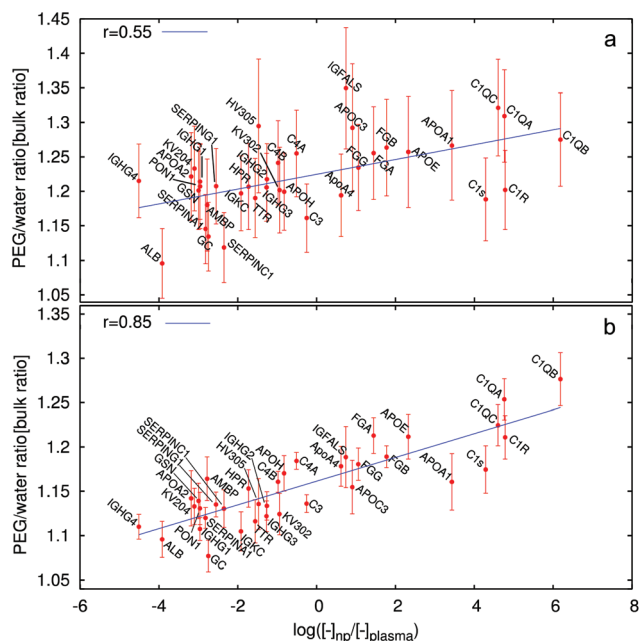 r=0.55
a
PEG/water ratio[bulk ratio]
1.45
1.4
1.35
1.3
1.25
1.2
1.15
1.1
1.05
IGHG4
ALB
APOA2
KV204
PON1
IGHG1
GSN
SERPINA1
GC
AMBP
SERPING1
SERPINC1
IGKC
HPR
TTR
HV305
IGHG2
KV302
IGHG3
C4B
APOH
C4A
C3
ApoA4
IGFALS
APOC3
FGG
FGA
FGB
APOE
APOA1
C1s
C1QC
C1QA
C1R
C1QB
r=0.85
b
PEG/water ratio[bulk ratio]
1.35
1.3
1.25
1.2
1.15
1.1
1.05
IGHG4
ALB
APOA2
KV204
PON1
GSN
IGHG1
SERPINA1
GC
SERPING1
SERPINC1
AMBP
IGKC
HPR
TTR
HV305
IGHG2
IGHG3
C4B
KV302
APOH
C4A
C3
ApoA4
IGFALS
APOC3
FGG
FGA
FGB
APOE
APOA1
C1s
C1QC
C1QA
C1R
C1QB
-6 -4 -2 0 2 4 6 8
log([-]np/[-]plasma)